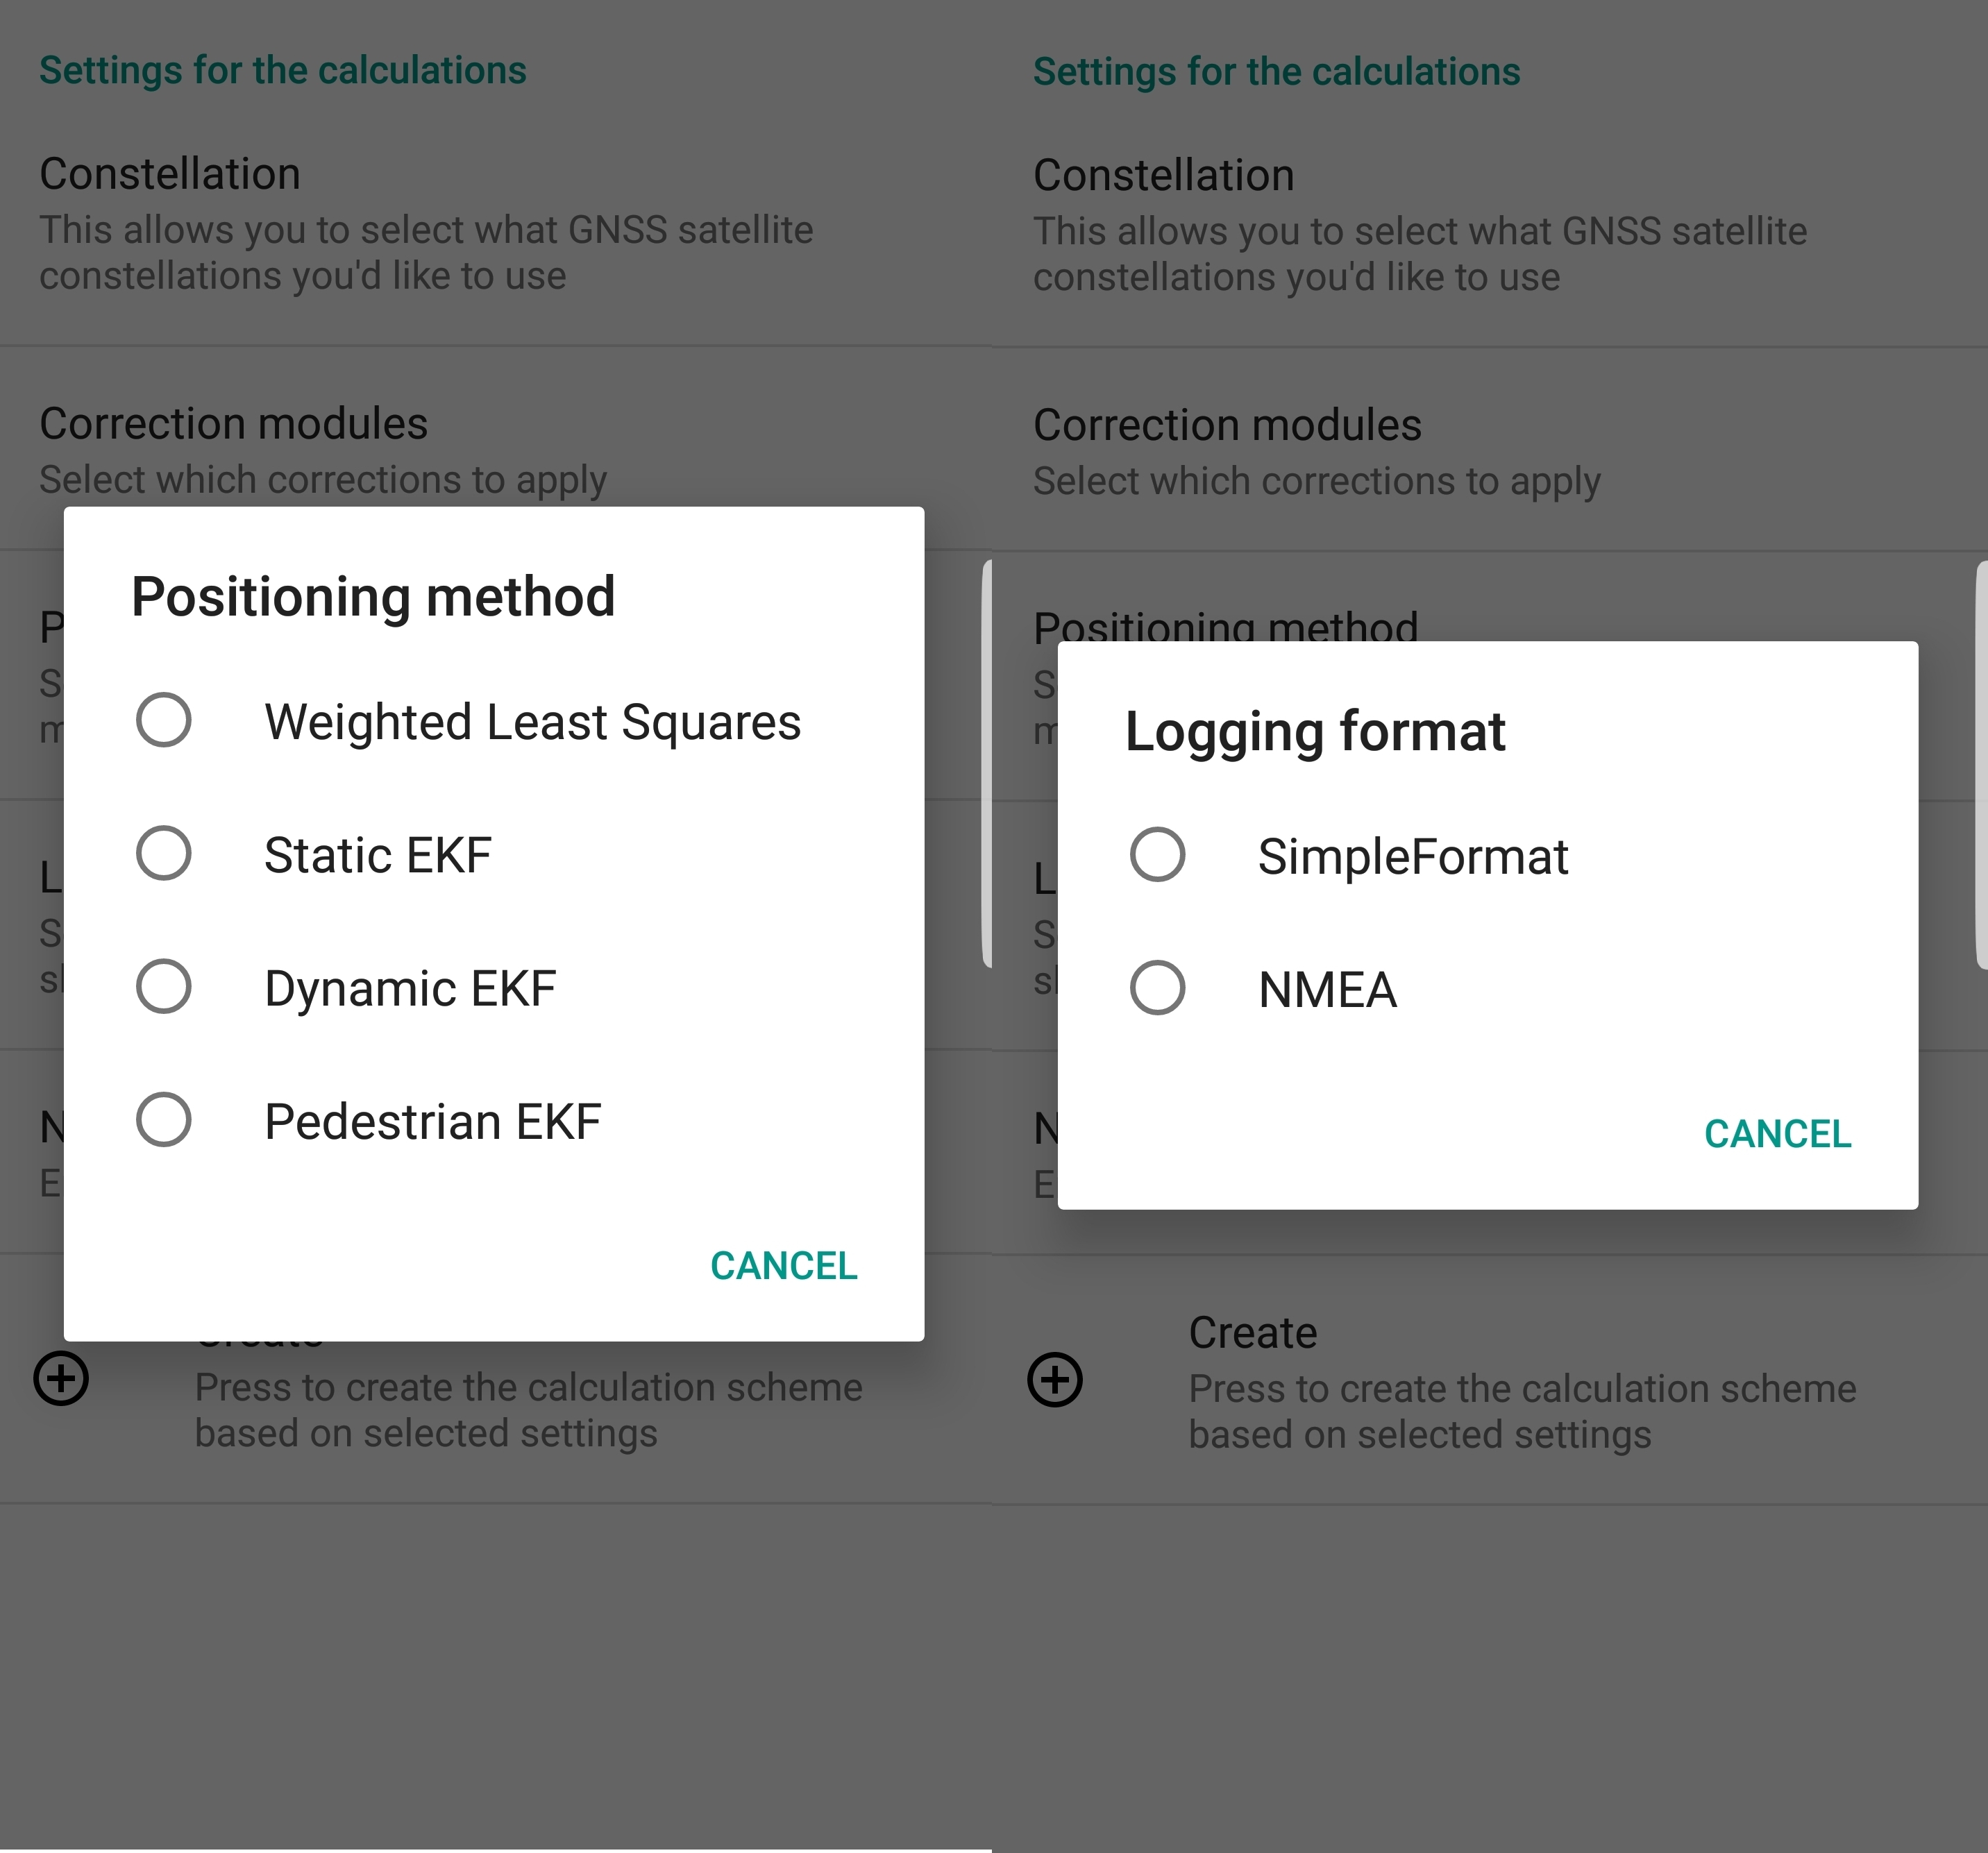 Settings for the calculations
Constellation
This allows you to select what GNSS satellite
constellations you'd like to use
Correction modules
Select which corrections to apply
Positioning method
Weighted Least Squares
Static EKF
Dynamic EKF
Pedestrian EKF
CANCEL
Create
Press to create the calculation scheme
based on selected settings
Settings for the calculations
Constellation
This allows you to select what GNSS satellite
constellations you'd like to use
Correction modules
Select which corrections to apply
Positioning method
Logging format
SimpleFormat
NMEA
CANCEL
Create
Press to create the calculation scheme
based on selected settings